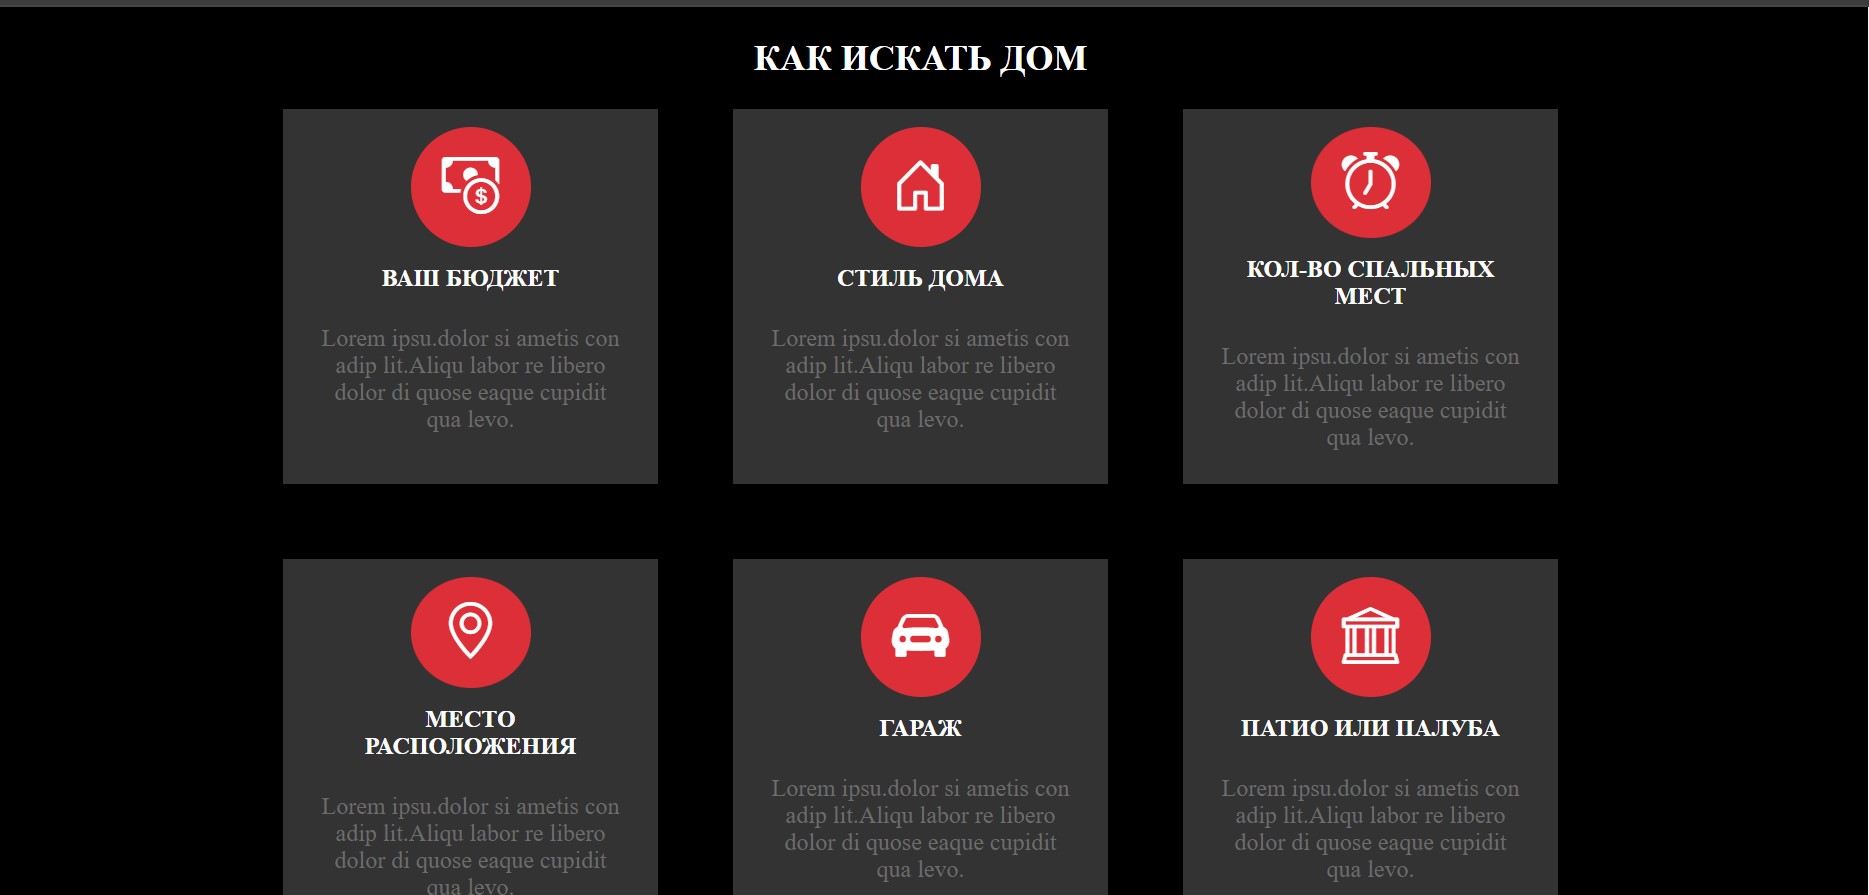 КАК ИСКАТЬ ДОМ
$
ВАШ БЮДЖЕТ
Lorem ipsu.dolor si ametis con
adip lit.Aliqu labor re libero
dolor di quose eaque cupidit
qua levo.
СТИЛЬ ДОМА
Lorem ipsu.dolor si ametis con
adip lit.Aliqu labor re libero
dolor di quose eaque cupidit
qua levo.
КОЛ-ВО СПАЛЬНЫХ
МЕСТ
Lorem ipsu.dolor si ametis con
adip lit.Aliqu labor re libero
dolor di quose eaque cupidit
qua levo.
МЕСТО
РАСПОЛОЖЕНИЯ
Lorem ipsu.dolor si ametis con
adip lit.Aliqu labor re libero
dolor di quose eaque cupidit
qua levo.
ГАРАЖ
Lorem ipsu.dolor si ametis con
adip lit.Aliqu labor re libero
dolor di quose eaque cupidit
qua levo.
ПАТИО ИЛИ ПАЛУБА
Lorem ipsu.dolor si ametis con
adip lit.Aliqu labor re libero
dolor di quose eaque cupidit
qua levo.